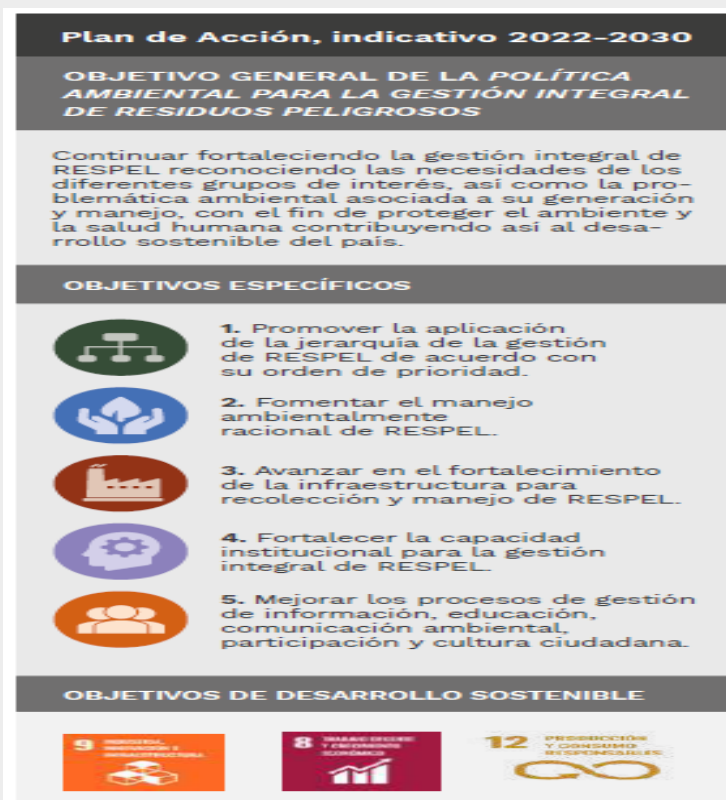 Plan de Acción, indicativo 2022-2030
OBJETIVO GENERAL DE LA POLÍTICA
AMBIENTAL PARA LA GESTIÓN INTEGRAL
DE RESIDUOS PELIGROSOS
Continuar fortaleciendo la gestión integral de
RESPEL reconociendo las necesidades de los
diferentes grupos de interés, así como la pro-
blemática ambiental asociada a su generación
y manejo, con el fin de proteger el ambiente y
la salud humana contribuyendo así al desa-
rrollo sostenible del país.
OBJETIVOS ESPECÍFICOS
1. Promover la aplicación
de la jerarquía de la gestión
de RESPEL de acuerdo con
su orden de prioridad.
2. Fomentar el manejo
ambientalmente
racional de RESPEL.
3. Avanzar en el fortalecimiento
de la infraestructura para
recolección y manejo de RESPEL.
4. Fortalecer la capacidad
institucional para la gestión
integral de RESPEL.
5. Mejorar los procesos de gestión
de información, educación,
comunicación ambiental,
participación y cultura ciudadana.
OBJETIVOS DE DESARROLLO SOSTENIBLE
9 INDUSTRIA,
INNOVACIÓN E
INFRAESTRUCTURA
8 TRABAJO DECENTE
Y CRECIMIENTO
ECONÓMICO
12 PRODUCCIÓN
Y CONSUMO
RESPONSABLES